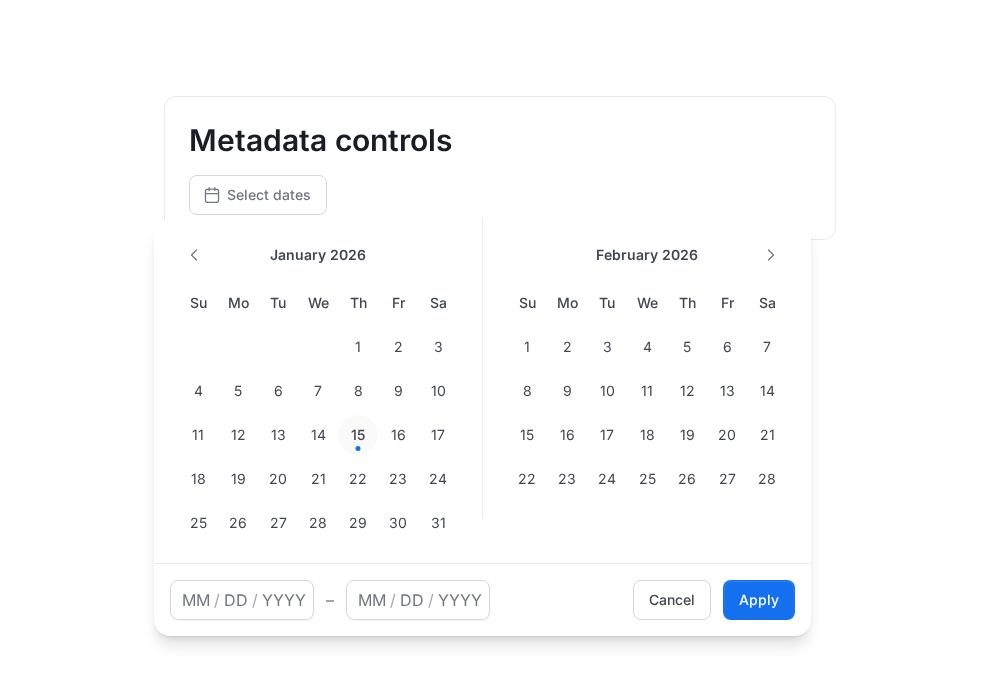 Metadata controls
Select dates
January 2026
Su Mo Tu We Th Fr Sa
1 2 3
4 5 6 7 8 9 10
11 12 13 14 15 16 17
18 19 20 21 22 23 24
25 26 27 28 29 30 31
February 2026
Su Mo Tu We Th Fr Sa
1 2 3 4 5 6 7
8 9 10 11 12 13 14
15 16 17 18 19 20 21
22 23 24 25 26 27 28
MM / DD / YYYY – MM / DD / YYYY Cancel Apply